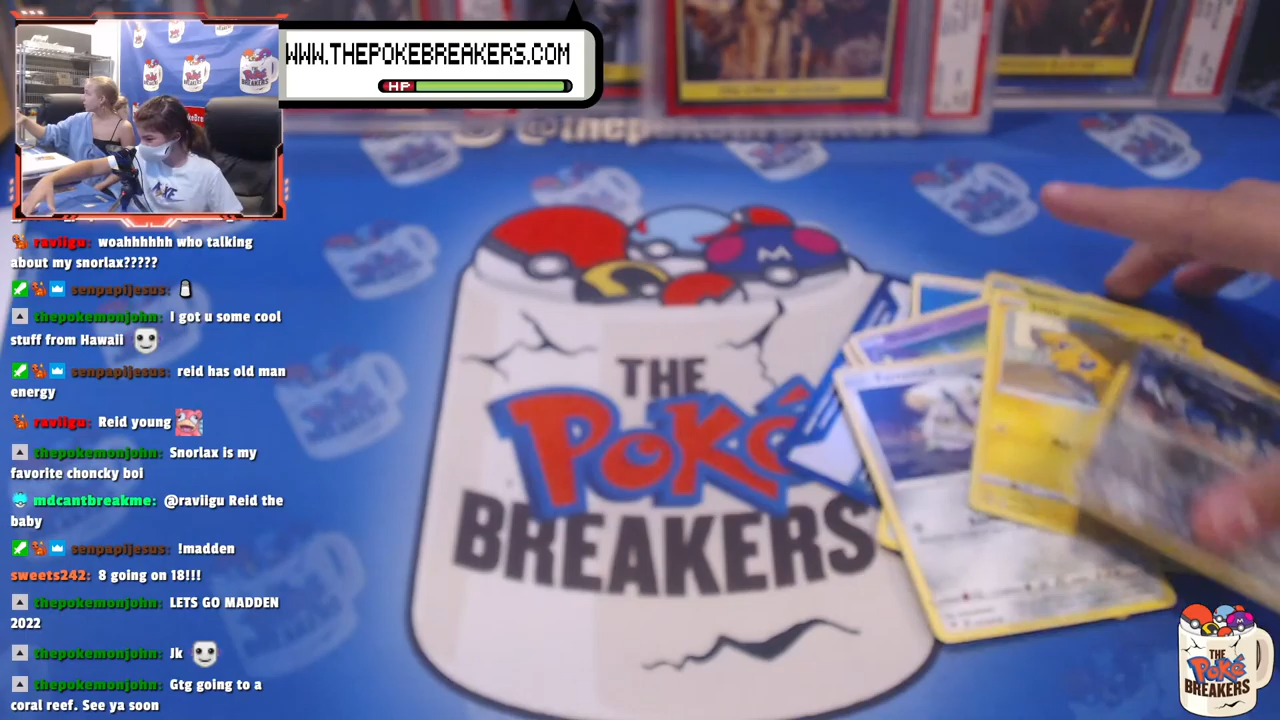 WWW.THEPOKEBREAKERS.COM
HP
raviigu: woahhhhhh who talking
about my snorlax?????
senpapijesus:
thepokemonjohn: I got u some cool
stuff from Hawaii
senpapijesus: reid has old man
energy
raviigu: Reid young
thepokemonjohn: Snorlax is my
favorite choncky boi
mdcantbreakme: @raviigu Reid the
baby
senpapijesus: !madden
sweets242: 8 going on 18!!!
thepokemonjohn: LETS GO MADDEN
2022
thepokemonjohn: Jk
thepokemonjohn: Gtg going to a
coral reef. See ya soon
@thepokebreakers
M
THE
Poké
BREAKERS
THE
Poké
BREAKERS